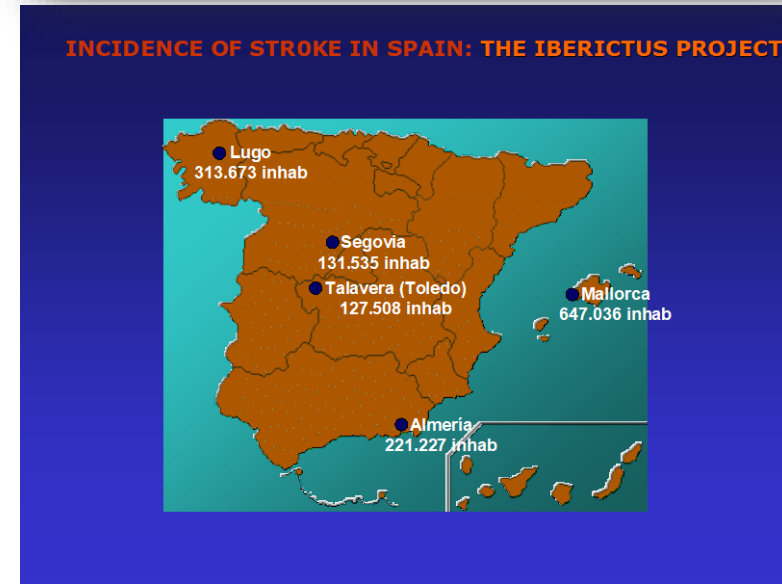 INCIDENCE OF STR0KE IN SPAIN: THE IBERICTUS PROJECT
Lugo
313.673 inhab
Segovia
131.535 inhab
Talavera (Toledo)
127.508 inhab
Mallorca
647.036 inhab
Almería
221.227 inhab